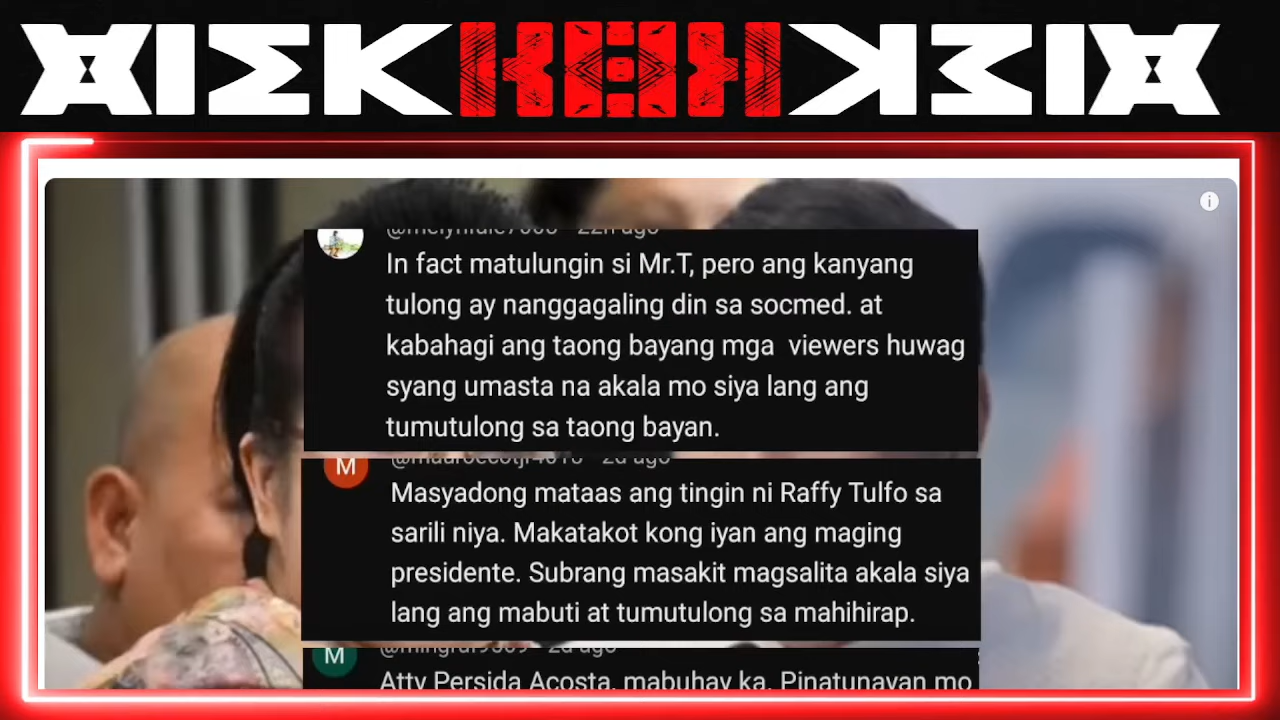 In fact matulungin si Mr.T, pero ang kanyang
tulong ay nanggagaling din sa socmed. at
kabahagi ang taong bayang mga viewers huwag
syang umasta na akala mo siya lang ang
tumutulong sa taong bayan.
M
Masyadong mataas ang tingin ni Raffy Tulfo sa
sarili niya. Makatakot kong iyan ang maging
presidente. Subrang masakit magsalita akala siya
lang ang mabuti at tumutulong sa mahihirap.
M
Atty Persida Acosta, mabuhay ka. Pinatunayan mo